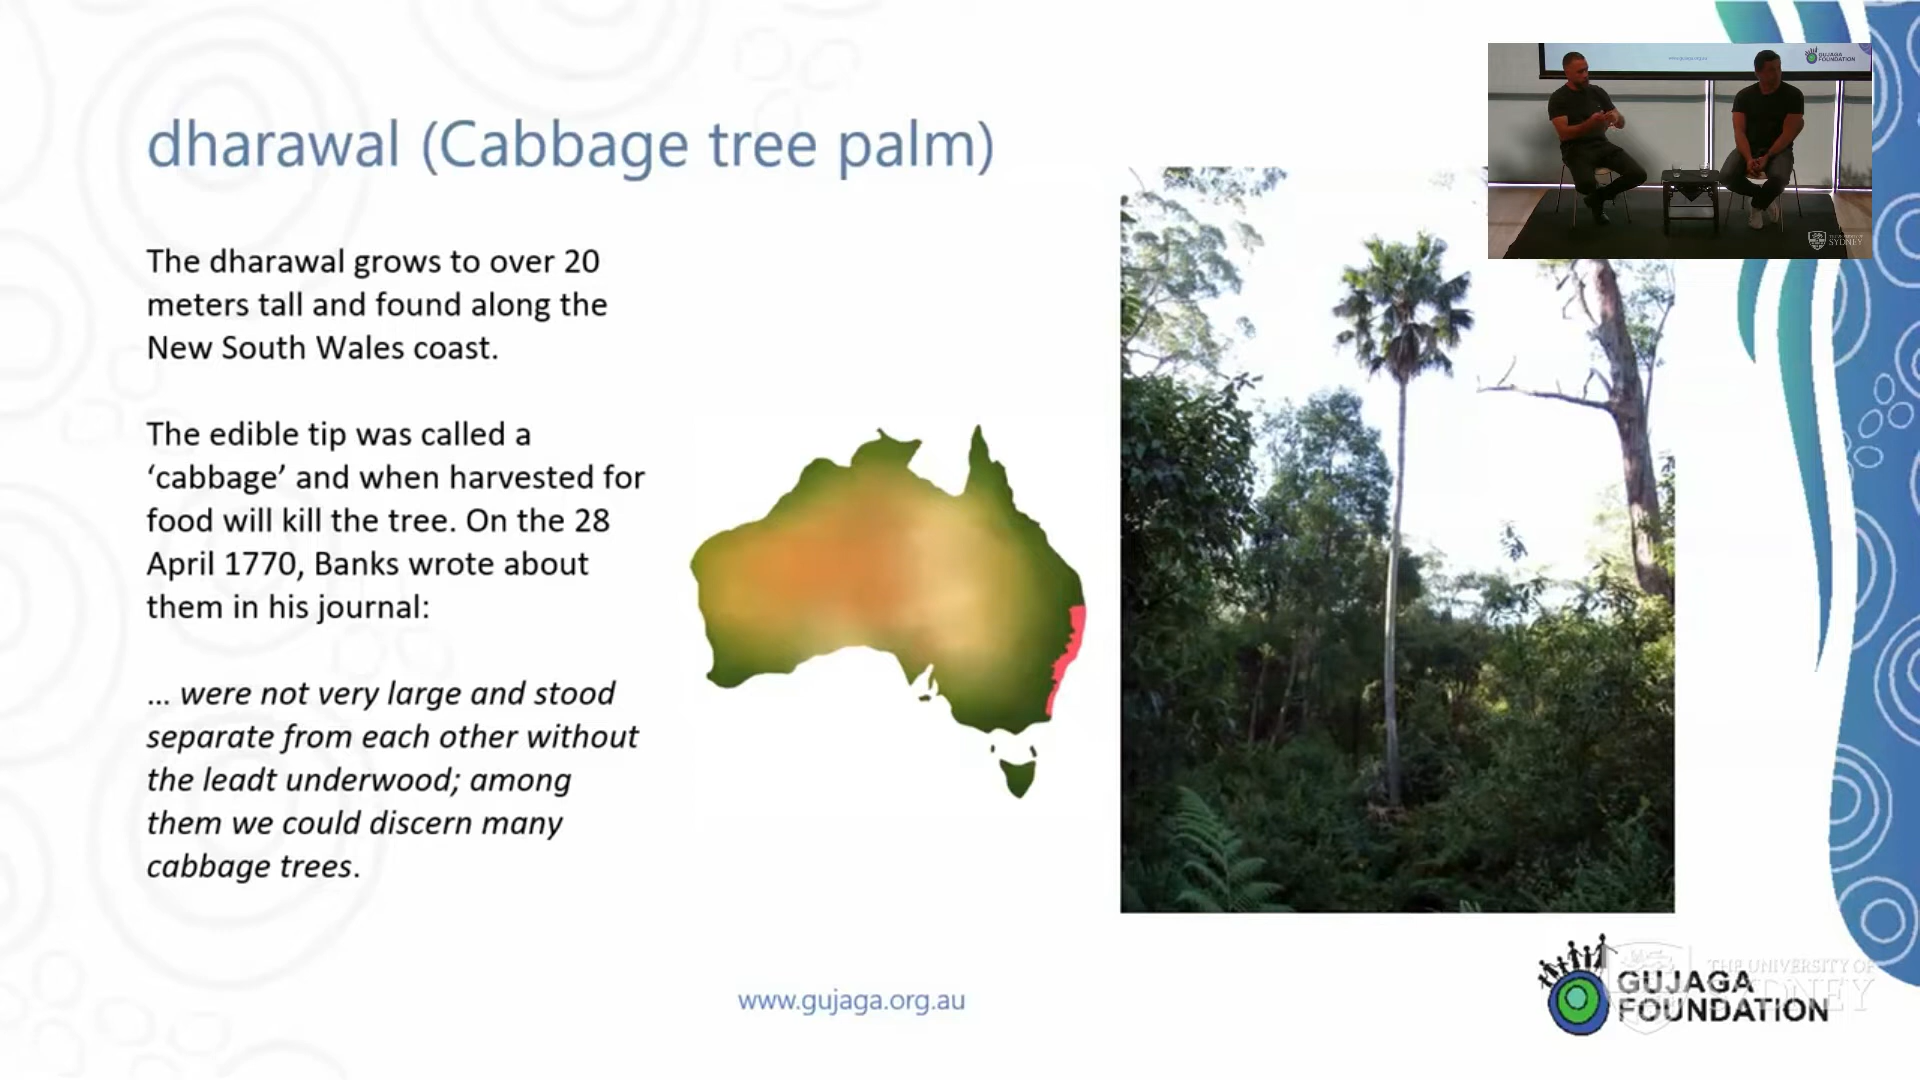 dharawal (Cabbage tree palm)
The dharawal grows to over 20
meters tall and found along the
New South Wales coast.
The edible tip was called a
‘cabbage’ and when harvested for
food will kill the tree. On the 28
April 1770, Banks wrote about
them in his journal:
... were not very large and stood
separate from each other without
the leadt underwood; among
them we could discern many
cabbage trees.
www.gujaga.org.au
GUJAGA
FOUNDATION
THE UNIVERSITY OF
SYDNEY
GUJAGA
FOUNDATION
SYDNEY